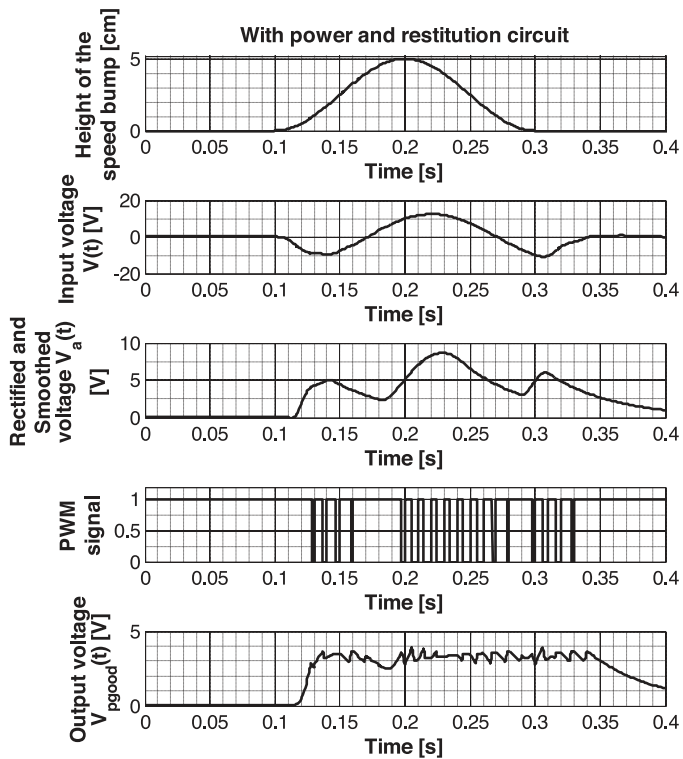 With power and restitution circuit
Height of the
speed bump [cm]
5
0
0 0.05 0.1 0.15 0.2 0.25 0.3 0.35 0.4
Time [s]
Input voltage
V(t) [V]
20
0
-20
0 0.05 0.1 0.15 0.2 0.25 0.3 0.35 0.4
Time [s]
Rectified and
Smoothed
voltage V_a(t)
[V]
10
5
0
0 0.05 0.1 0.15 0.2 0.25 0.3 0.35 0.4
Time [s]
PWM
signal
1
0.5
0
0 0.05 0.1 0.15 0.2 0.25 0.3 0.35 0.4
Time [s]
Output voltage
V_pgood(t) [V]
5
0
0 0.05 0.1 0.15 0.2 0.25 0.3 0.35 0.4
Time [s]